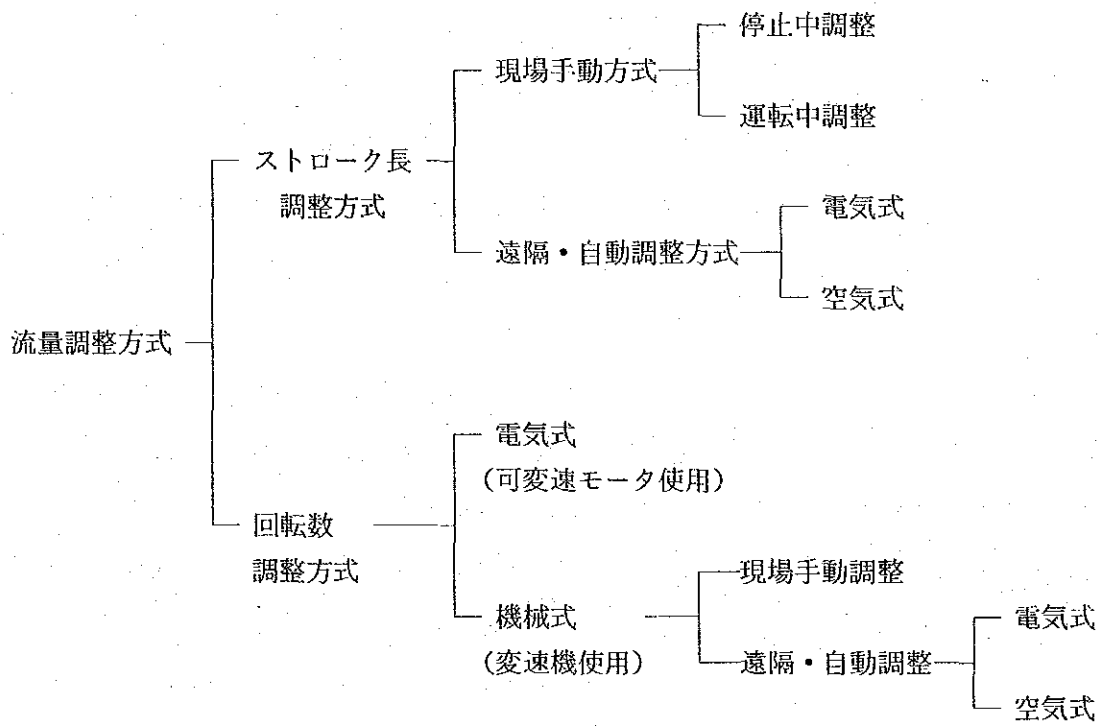 停止中調整
現場手動方式
運転中調整
ストローク長
調整方式
電気式
遠隔・自動調整方式
空気式
流量調整方式
電気式
(可変速モータ使用)
回転数
調整方式
現場手動調整
機械式
(変速機使用)
電気式
遠隔・自動調整
空気式